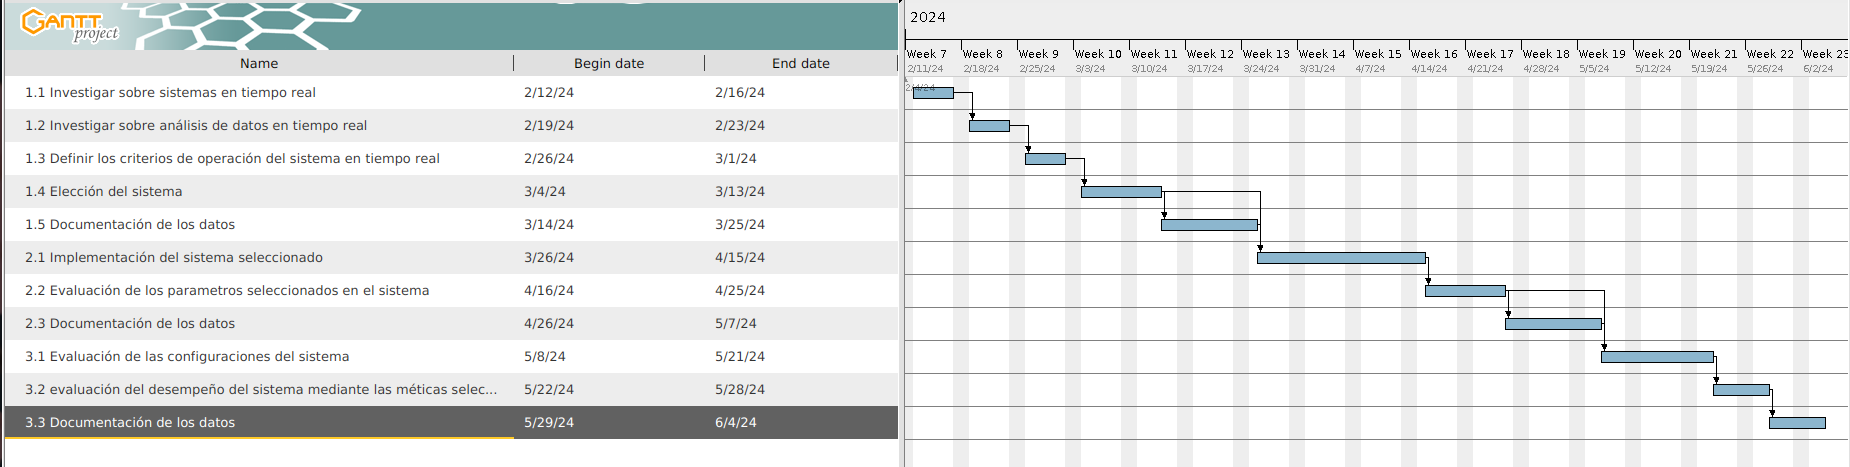 GANTT
project
2024
Name Begin date End date
Week 7 Week 8 Week 9 Week 10 Week 11 Week 12 Week 13 Week 14 Week 15 Week 16 Week 17 Week 18 Week 19 Week 20 Week 21 Week 22 Week 23
2/11/24 2/18/24 2/25/24 3/3/24 3/10/24 3/17/24 3/24/24 3/31/24 4/7/24 4/14/24 4/21/24 4/28/24 5/5/24 5/12/24 5/19/24 5/26/24 6/2/24
2/4/24
1.1 Investigar sobre sistemas en tiempo real 2/12/24 2/16/24
1.2 Investigar sobre análisis de datos en tiempo real 2/19/24 2/23/24
1.3 Definir los criterios de operación del sistema en tiempo real 2/26/24 3/1/24
1.4 Elección del sistema 3/4/24 3/13/24
1.5 Documentación de los datos 3/14/24 3/25/24
2.1 Implementación del sistema seleccionado 3/26/24 4/15/24
2.2 Evaluación de los parametros seleccionados en el sistema 4/16/24 4/25/24
2.3 Documentación de los datos 4/26/24 5/7/24
3.1 Evaluación de las configuraciones del sistema 5/8/24 5/21/24
3.2 evaluación del desempeño del sistema mediante las méticas selec... 5/22/24 5/28/24
3.3 Documentación de los datos 5/29/24 6/4/24